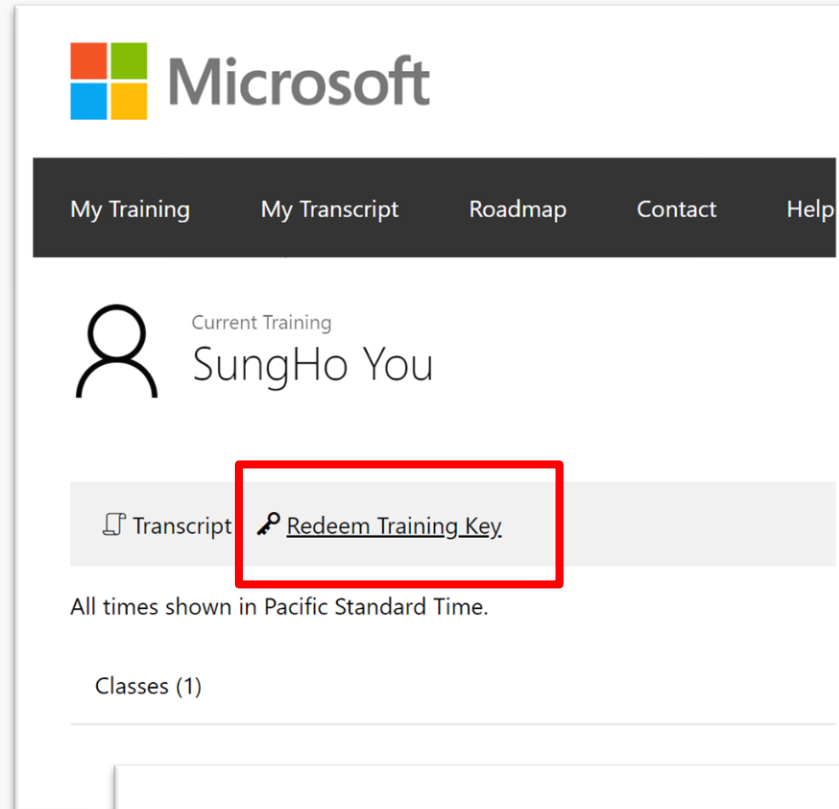 Microsoft
My Training My Transcript Roadmap Contact Help
Current Training
SungHo You
Transcript Redeem Training Key
All times shown in Pacific Standard Time.
Classes (1)